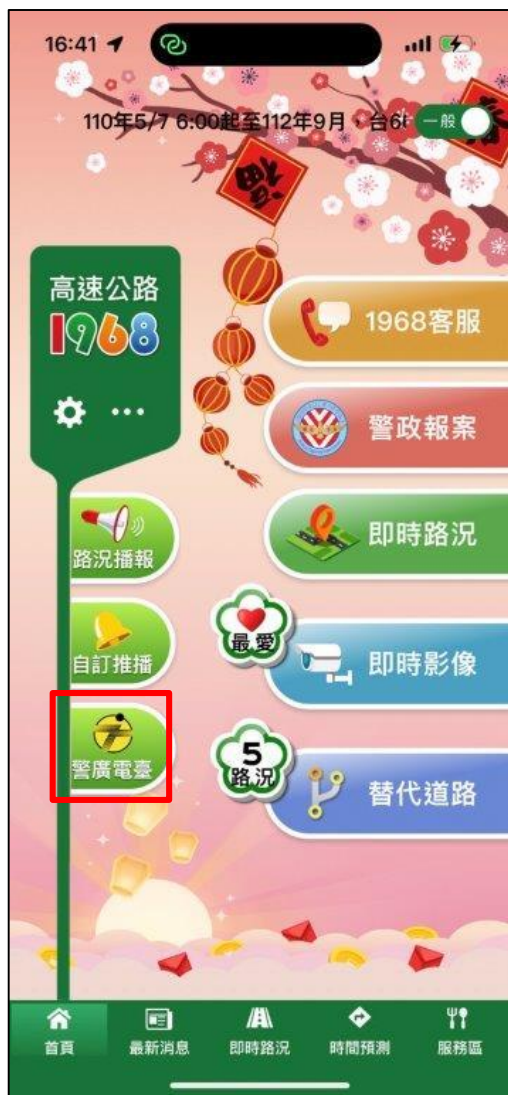 16:41
110年5/7 6:00起至112年9月,台6
一般
福
高速公路
1968
1968客服
警政報案
即時路況
路況播報
自訂推播
最愛
即時影像
警廣電臺
5
路況
替代道路
首頁
最新消息
即時路況
時間預測
服務區